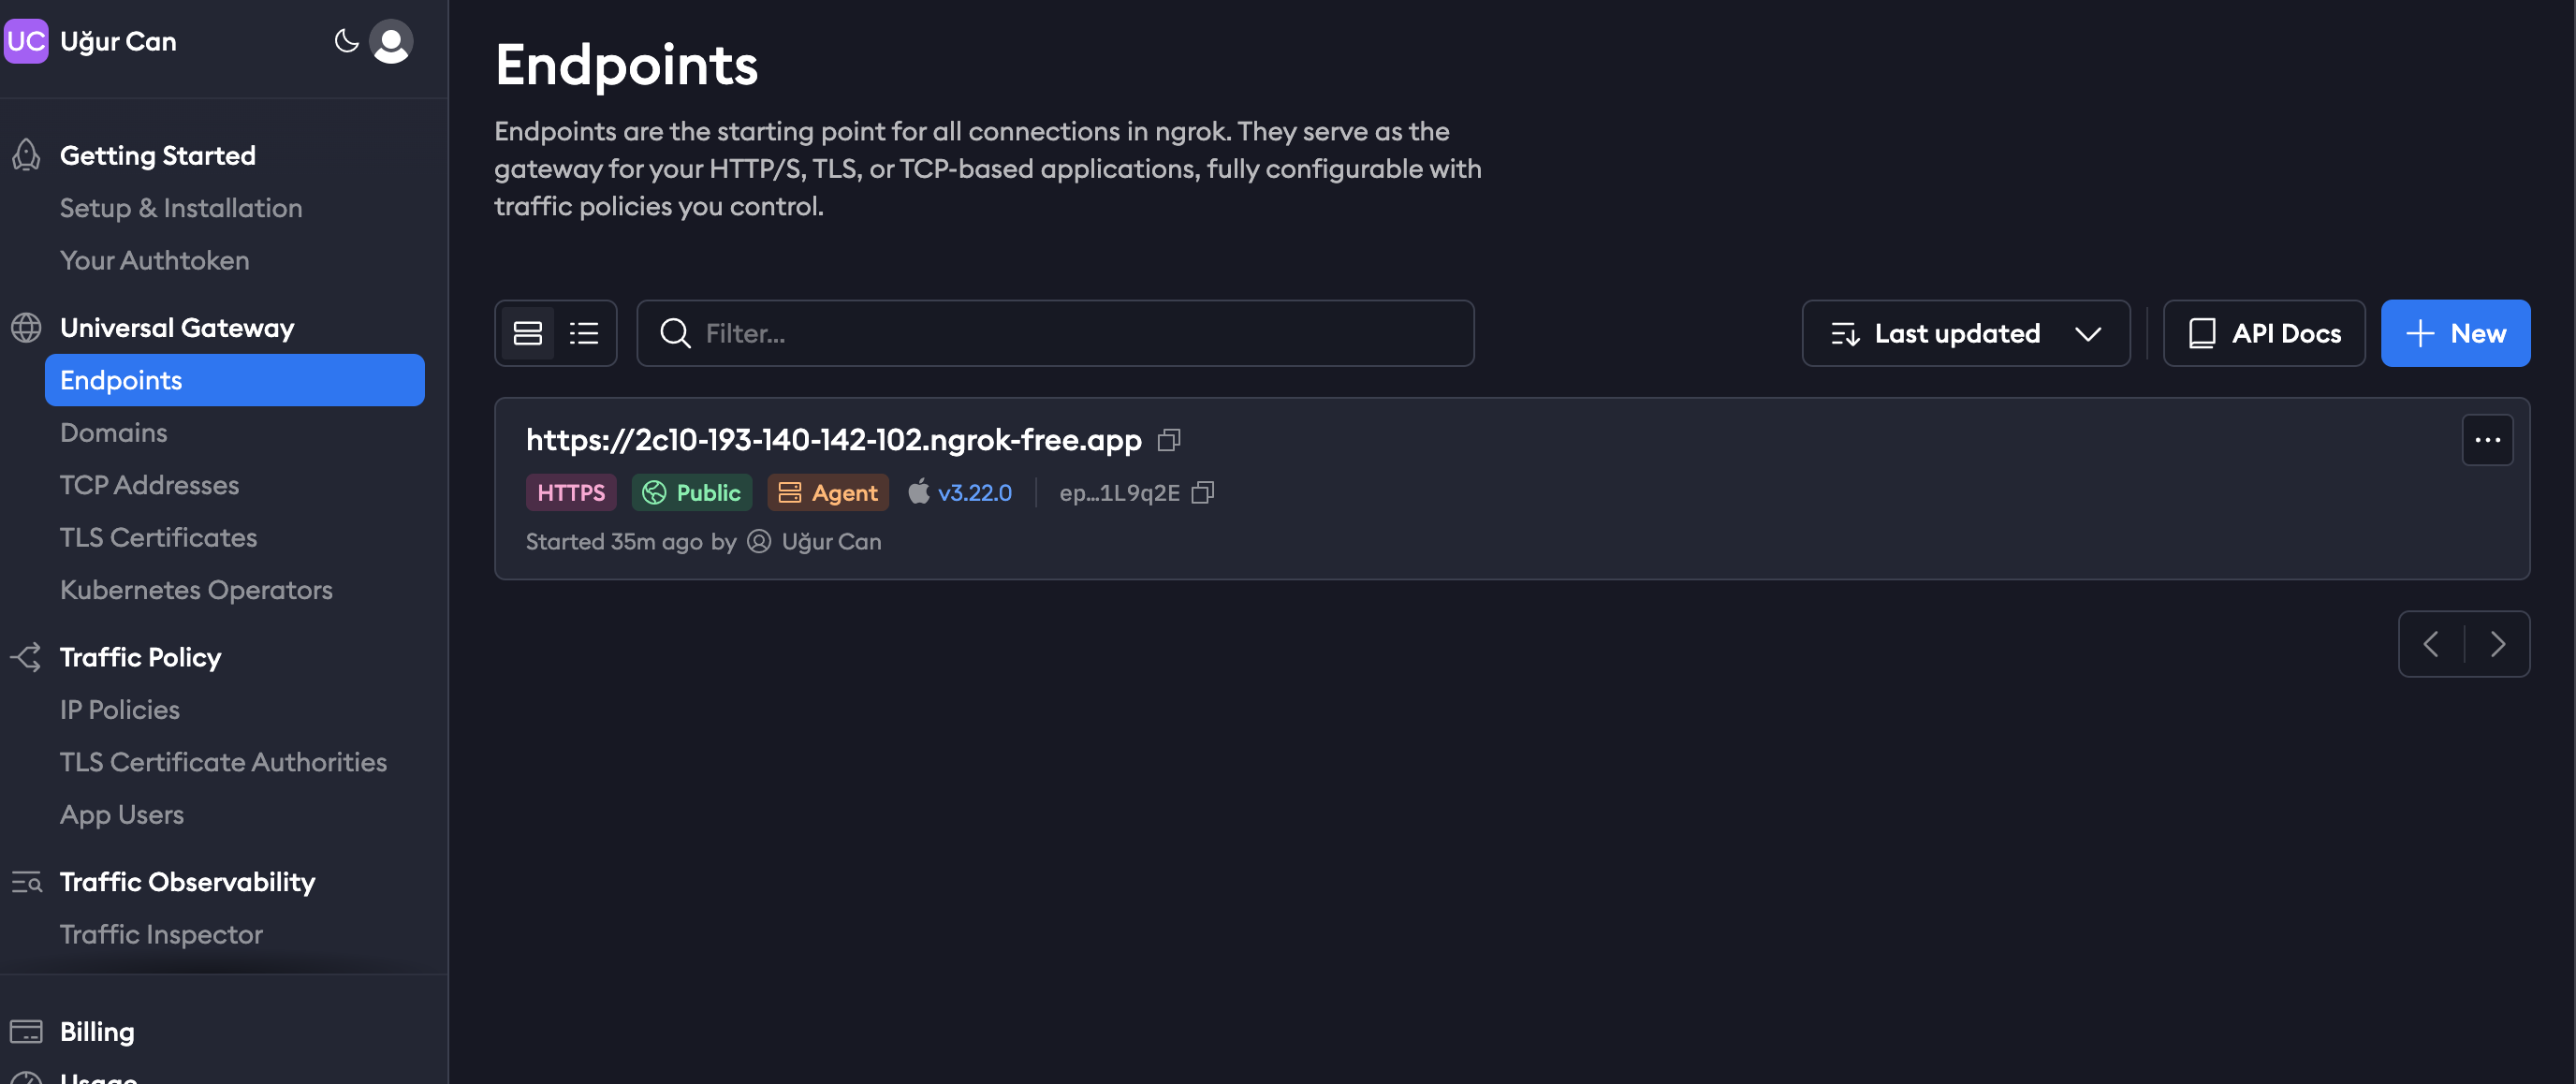 UC Uğur Can
Getting Started
Setup & Installation
Your Authtoken
Universal Gateway
Endpoints
Domains
TCP Addresses
TLS Certificates
Kubernetes Operators
Traffic Policy
IP Policies
TLS Certificate Authorities
App Users
Traffic Observability
Traffic Inspector
Billing
Usage
Endpoints
Endpoints are the starting point for all connections in ngrok. They serve as the
gateway for your HTTP/S, TLS, or TCP-based applications, fully configurable with
traffic policies you control.
Filter...
Last updated
API Docs
New
https://2c10-193-140-142-102.ngrok-free.app
HTTPS Public Agent v3.22.0 ep...1L9q2E
Started 35m ago by Uğur Can